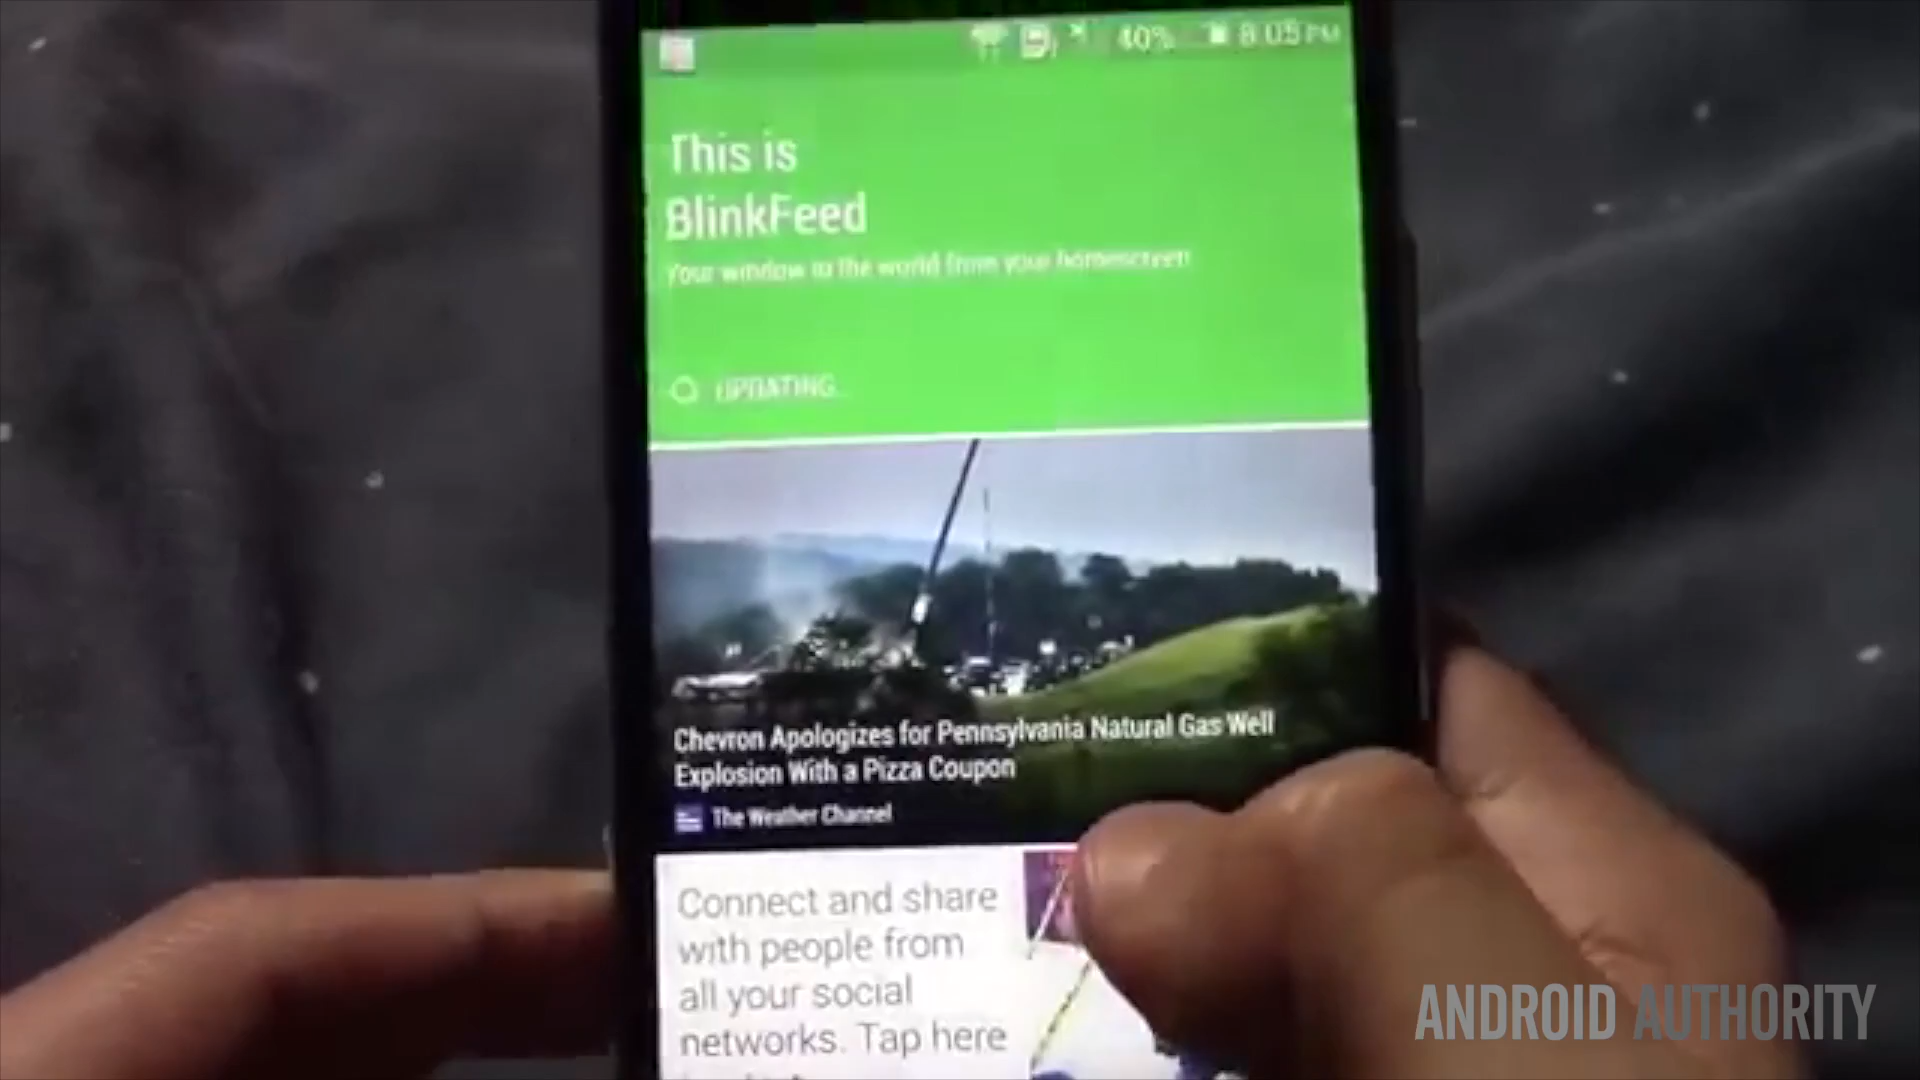 40% 8:05 PM
This is
BlinkFeed
Your window to the world from your homescreen
UPDATING..
Chevron Apologizes for Pennsylvania Natural Gas Well
Explosion With a Pizza Coupon
The Weather Channel
Connect and share
with people from
all your social
networks. Tap here
ANDROID AUTHORITY